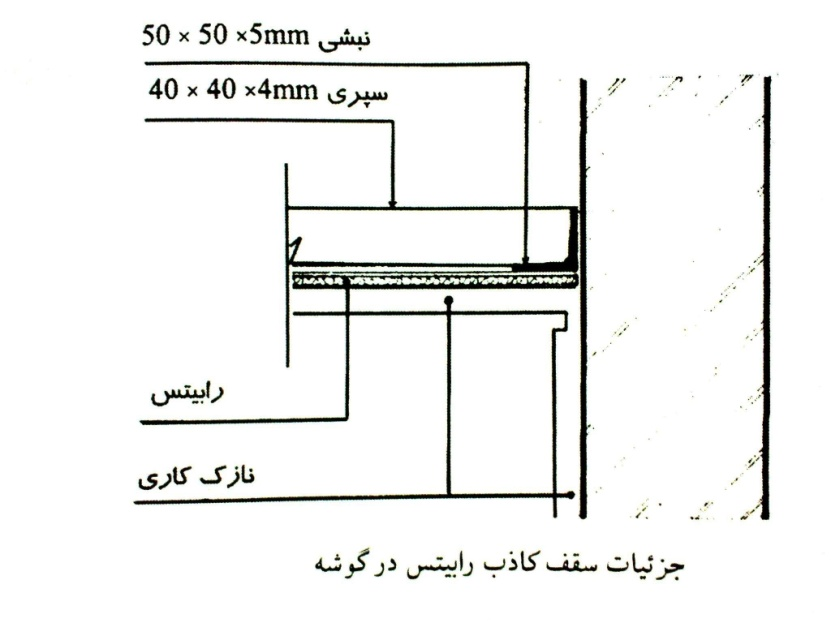 نبشی 50 × 50 ×5mm
سپری 40 × 40 ×4mm
رابیتس
نازک کاری
جزئیات سقف کاذب رابیتس در گوشه